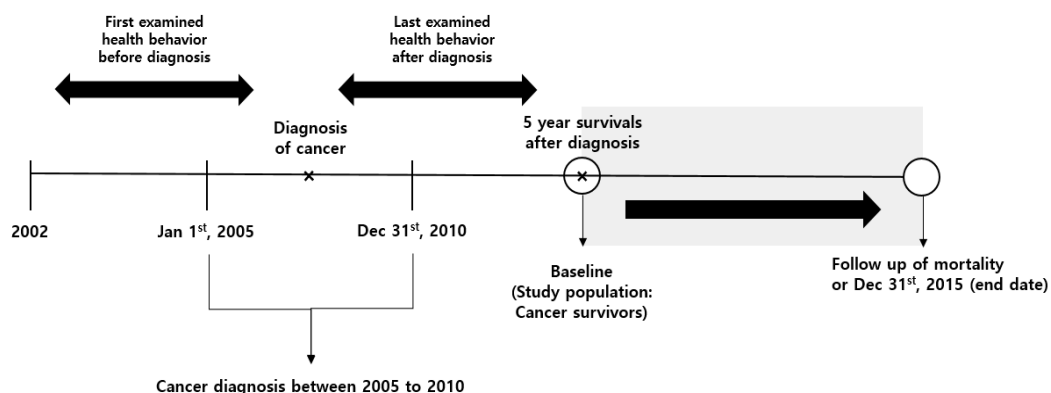 First examined
health behavior
before diagnosis
Last examined
health behavior
after diagnosis
Diagnosis
of cancer
5 year survivals
after diagnosis
2002
Jan 1st, 2005
Dec 31st, 2010
Baseline
(Study population:
Cancer survivors)
Follow up of mortality
or Dec 31st, 2015 (end date)
Cancer diagnosis between 2005 to 2010